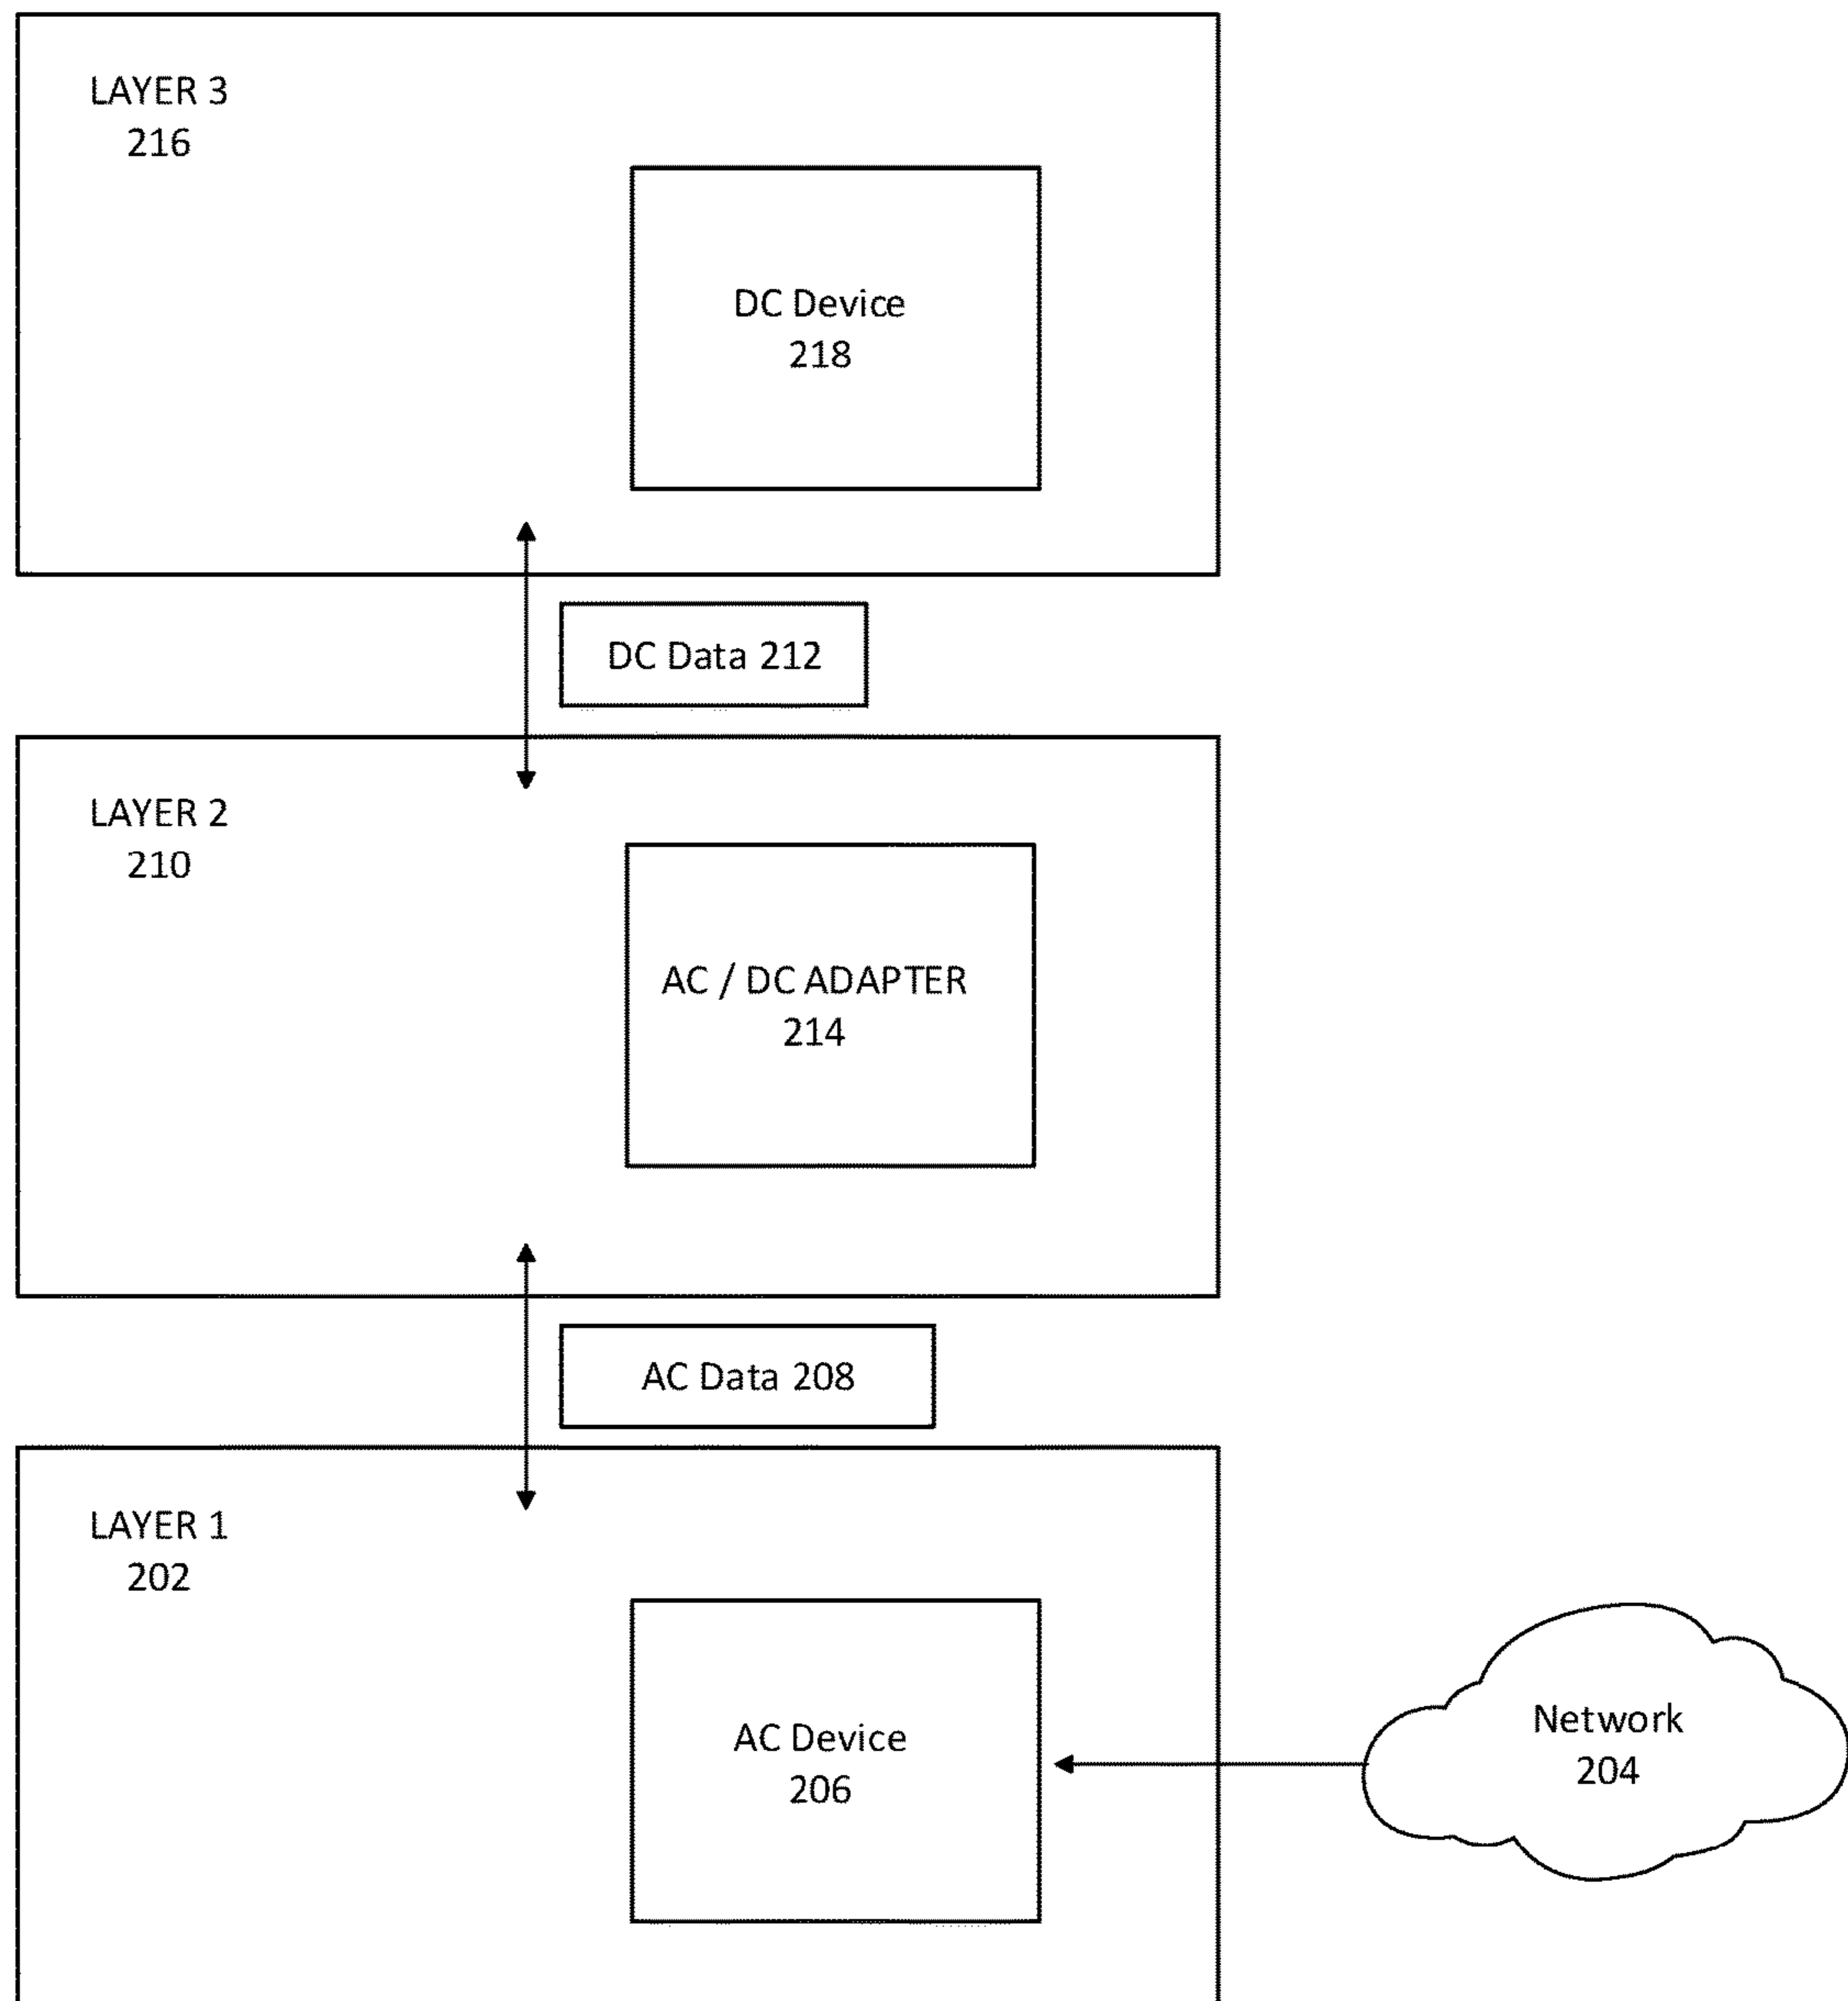 LAYER 3
216
DC Device
218
DC Data 212
LAYER 2
210
AC / DC ADAPTER
214
AC Data 208
LAYER 1
202
AC Device
206
Network
204